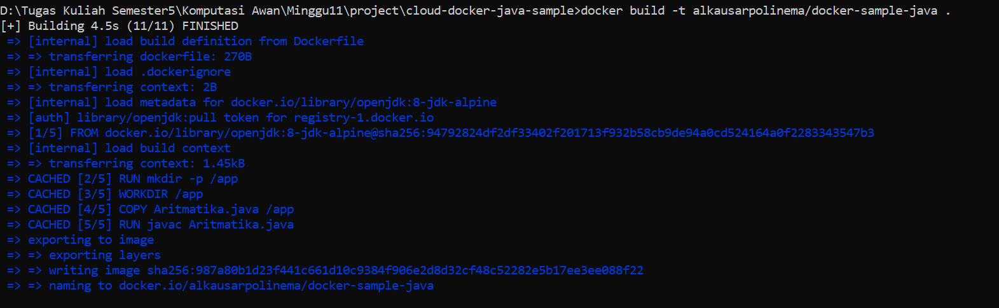 D:\Tugas Kuliah Semester5\Komputasi Awan\Minggu11\project\cloud-docker-java-sample>docker build -t alkausarpolinema/docker-sample-java .
[+] Building 4.5s (11/11) FINISHED
=> [internal] load build definition from Dockerfile
=> => transferring dockerfile: 270B
=> [internal] load .dockerignore
=> => transferring context: 2B
=> [internal] load metadata for docker.io/library/openjdk:8-jdk-alpine
=> [auth] library/openjdk:pull token for registry-1.docker.io
=> [1/5] FROM docker.io/library/openjdk:8-jdk-alpine@sha256:94792824df2df33402f201713f932b58cb9de94a0cd524164a0f2283343547b3
=> [internal] load build context
=> => transferring context: 1.45kB
=> CACHED [2/5] RUN mkdir -p /app
=> CACHED [3/5] WORKDIR /app
=> CACHED [4/5] COPY Aritmatika.java /app
=> CACHED [5/5] RUN javac Aritmatika.java
=> exporting to image
=> => exporting layers
=> => writing image sha256:987a80b1d23f441c661d10c9384f906e2d8d32cf48c52282e5b17ee3ee088f22
=> => naming to docker.io/alkausarpolinema/docker-sample-java